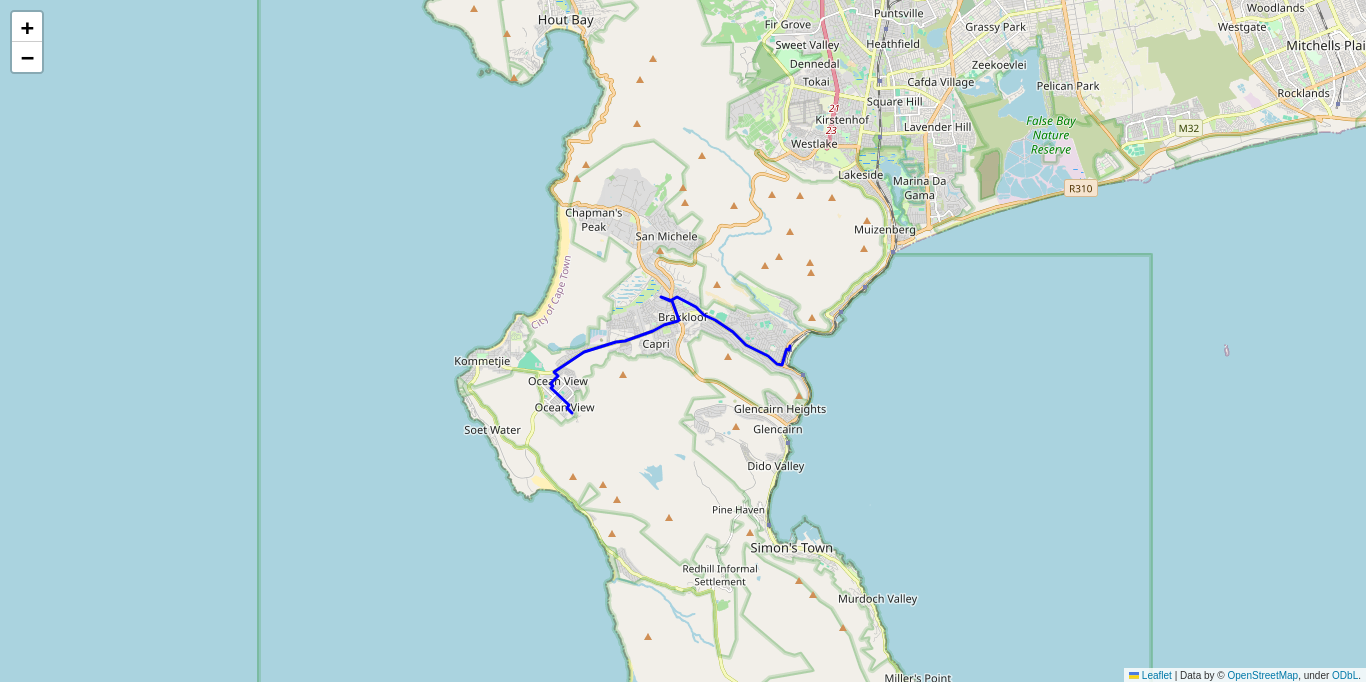 +
−
Hout Bay
Fir Grove
Puntsville
Woodlands
Grassy Park
Westgate
Sweet Valley
Heathfield
Mitchells Plai
Dennedal
Zeekoevlei
Tokai
Cafda Village
Pelican Park
Rocklands
Square Hill
21
23
Kirstenhof
False Bay
Nature
Reserve
Lavender Hill
M32
Westlake
Lakeside
Marina Da
Gama
R310
Chapman's
Peak
San Michele
Muizenberg
City of Cape Town
Brakkloof
Capri
Kommetjie
Ocean View
Ocean View
Glencairn Heights
Soet Water
Glencairn
Dido Valley
Pine Haven
Simon's Town
Redhill Informal
Settlement
Murdoch Valley
Miller's Point
Leaflet | Data by © OpenStreetMap, under ODbL.